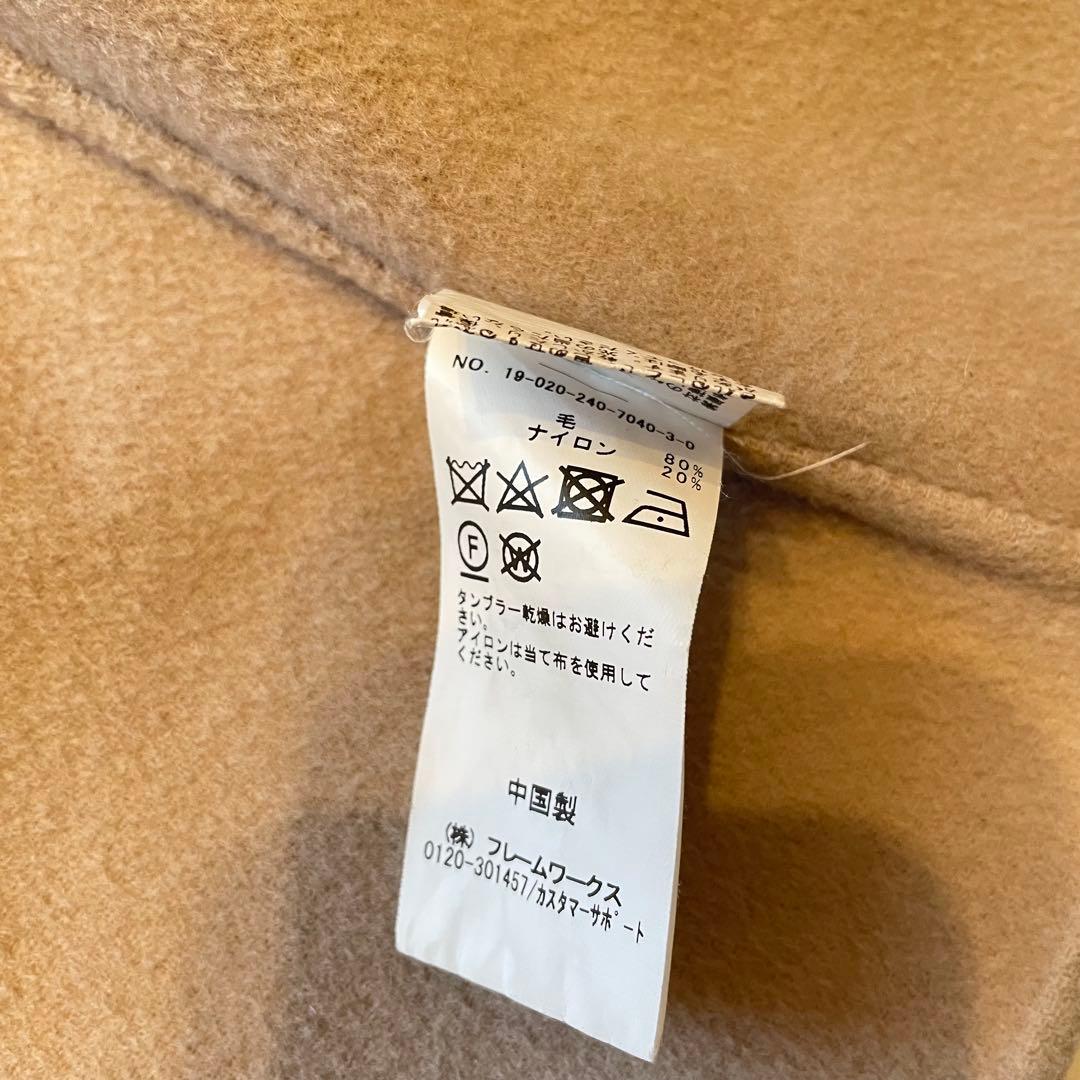 NO. 19-020-240-7040-3-0
毛 80%
ナイロン 20%
F
W
タンブラー乾燥はお避けくだ
さい。
アイロンは当て布を使用して
ください。
中国製
(株) フレームワークス
0120-301457/カスタマーサポート